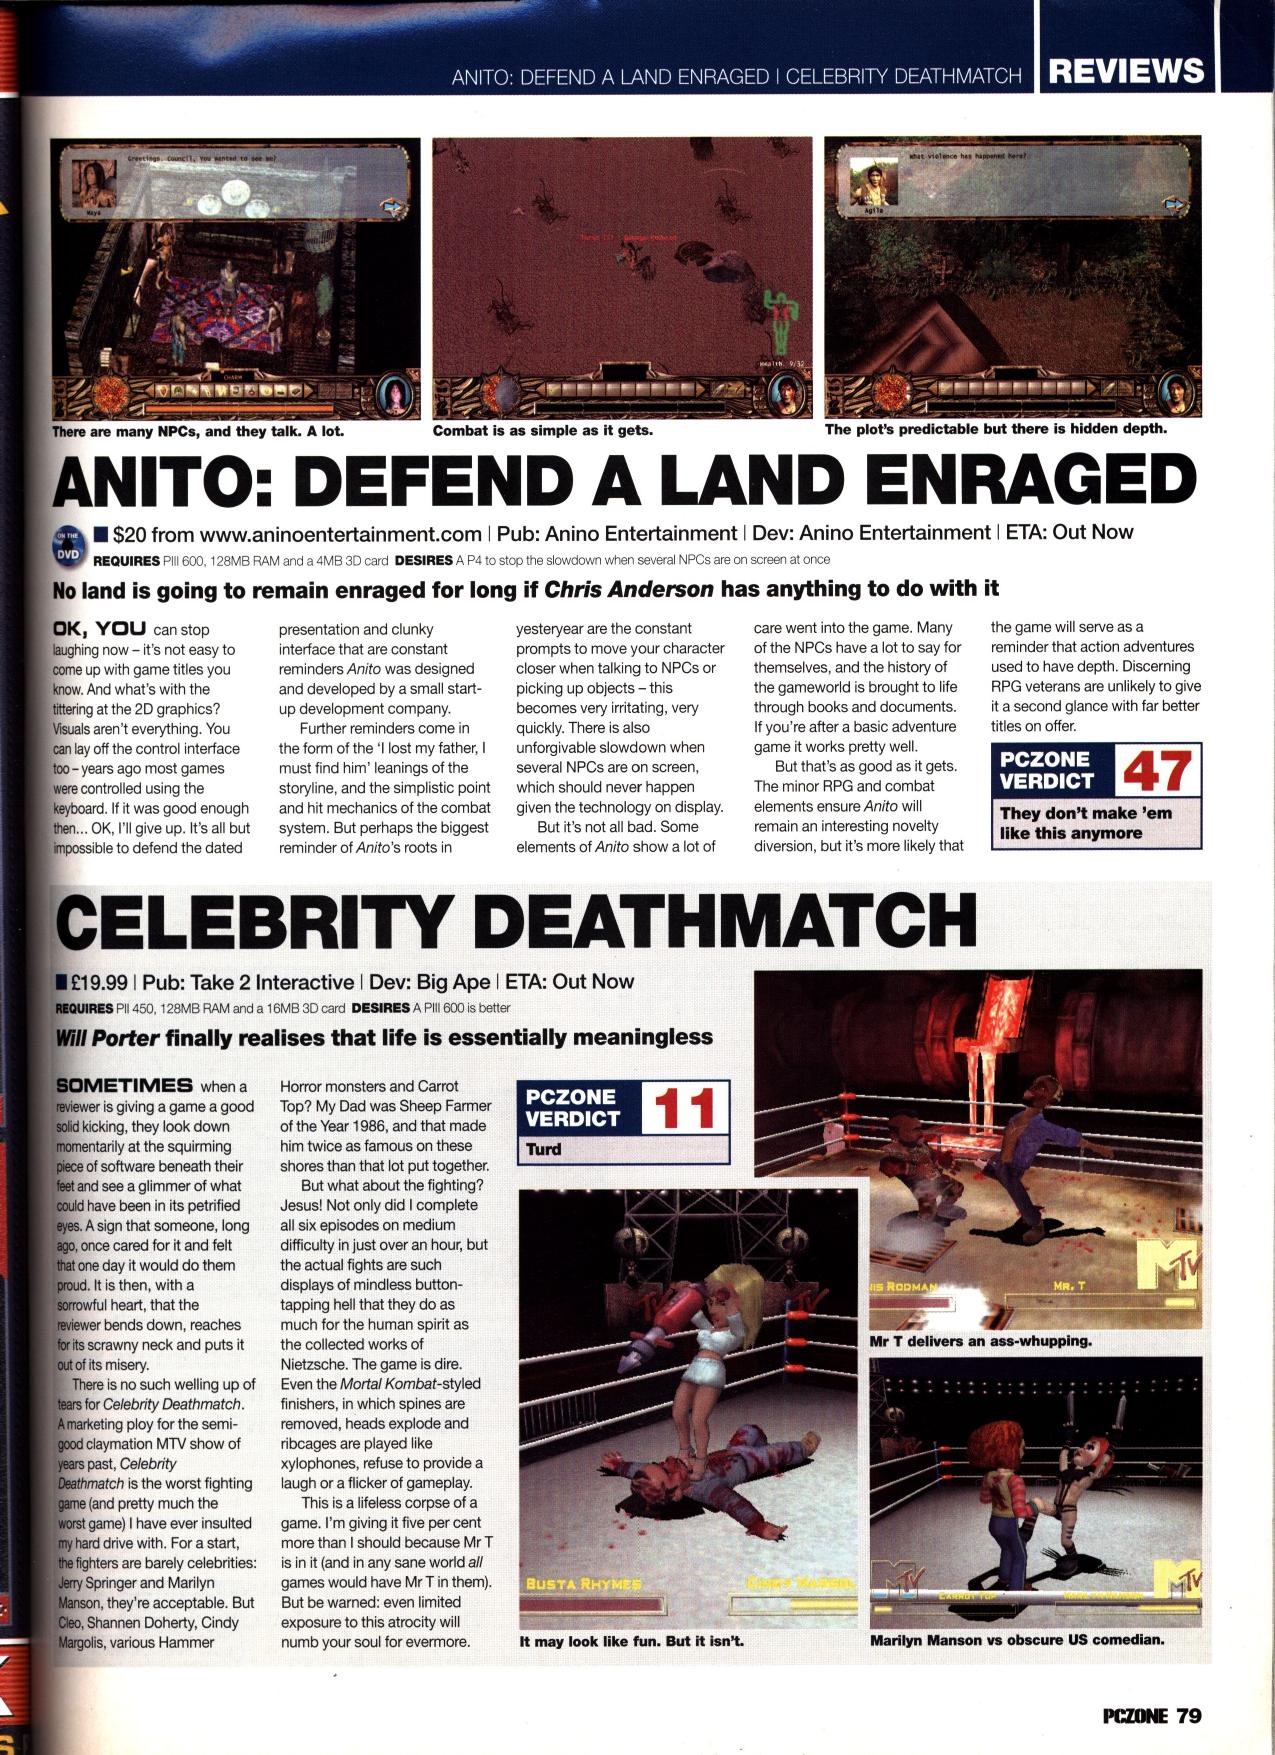 ANITO: DEFEND A LAND ENRAGED | CELEBRITY DEATHMATCH
REVIEWS
Greetings. Council, You wanted to see me?
Maya
CHARM
Health: 9/32
What violence has happened here?
Agila
There are many NPCs, and they talk. A lot.
Combat is as simple as it gets.
The plot's predictable but there is hidden depth.
ANITO: DEFEND A LAND ENRAGED
ON THE
DVD
$20 from www.aninoentertainment.com | Pub: Anino Entertainment | Dev: Anino Entertainment | ETA: Out Now
REQUIRES PIII 600, 128MB RAM and a 4MB 3D card DESIRES A P4 to stop the slowdown when several NPCs are on screen at once
No land is going to remain enraged for long if Chris Anderson has anything to do with it
OK, YOU can stop
laughing now – it's not easy to
come up with game titles you
know. And what's with the
tittering at the 2D graphics?
Visuals aren't everything. You
can lay off the control interface
too – years ago most games
were controlled using the
keyboard. If it was good enough
then... OK, I'll give up. It's all but
impossible to defend the dated
presentation and clunky
interface that are constant
reminders Anito was designed
and developed by a small start-
up development company.
Further reminders come in
the form of the 'I lost my father, I
must find him' leanings of the
storyline, and the simplistic point
and hit mechanics of the combat
system. But perhaps the biggest
reminder of Anito's roots in
yesteryear are the constant
prompts to move your character
closer when talking to NPCs or
picking up objects – this
becomes very irritating, very
quickly. There is also
unforgivable slowdown when
several NPCs are on screen,
which should never happen
given the technology on display.
But it's not all bad. Some
elements of Anito show a lot of
care went into the game. Many
of the NPCs have a lot to say for
themselves, and the history of
the gameworld is brought to life
through books and documents.
If you're after a basic adventure
game it works pretty well.
But that's as good as it gets.
The minor RPG and combat
elements ensure Anito will
remain an interesting novelty
diversion, but it's more likely that
the game will serve as a
reminder that action adventures
used to have depth. Discerning
RPG veterans are unlikely to give
it a second glance with far better
titles on offer.
PCZONE
VERDICT
47
They don't make 'em
like this anymore
CELEBRITY DEATHMATCH
£19.99 | Pub: Take 2 Interactive | Dev: Big Ape | ETA: Out Now
REQUIRES PII 450, 128MB RAM and a 16MB 3D card DESIRES A PIII 600 is better
Will Porter finally realises that life is essentially meaningless
SOMETIMES when a
reviewer is giving a game a good
solid kicking, they look down
momentarily at the squirming
piece of software beneath their
feet and see a glimmer of what
could have been in its petrified
eyes. A sign that someone, long
ago, once cared for it and felt
that one day it would do them
proud. It is then, with a
sorrowful heart, that the
reviewer bends down, reaches
for its scrawny neck and puts it
out of its misery.
There is no such welling up of
tears for Celebrity Deathmatch.
A marketing ploy for the semi-
good claymation MTV show of
years past, Celebrity
Deathmatch is the worst fighting
game (and pretty much the
worst game) I have ever insulted
my hard drive with. For a start,
the fighters are barely celebrities:
Jerry Springer and Marilyn
Manson, they're acceptable. But
Cleo, Shannen Doherty, Cindy
Margolis, various Hammer
Horror monsters and Carrot
Top? My Dad was Sheep Farmer
of the Year 1986, and that made
him twice as famous on these
shores than that lot put together.
But what about the fighting?
Jesus! Not only did I complete
all six episodes on medium
difficulty in just over an hour, but
the actual fights are such
displays of mindless button-
tapping hell that they do as
much for the human spirit as
the collected works of
Nietzsche. The game is dire.
Even the Mortal Kombat-styled
finishers, in which spines are
removed, heads explode and
ribcages are played like
xylophones, refuse to provide a
laugh or a flicker of gameplay.
This is a lifeless corpse of a
game. I'm giving it five per cent
more than I should because Mr T
is in it (and in any sane world all
games would have Mr T in them).
But be warned: even limited
exposure to this atrocity will
numb your soul for evermore.
PCZONE
VERDICT
11
Turd
IS RODMAN
MR. T
MTV
Mr T delivers an ass-whupping.
BUSTA RHYMES
CINDY MARGOL
It may look like fun. But it isn't.
MTV
MTV
CARROT TOP
Marilyn Manson vs obscure US comedian.
PCZONE 79